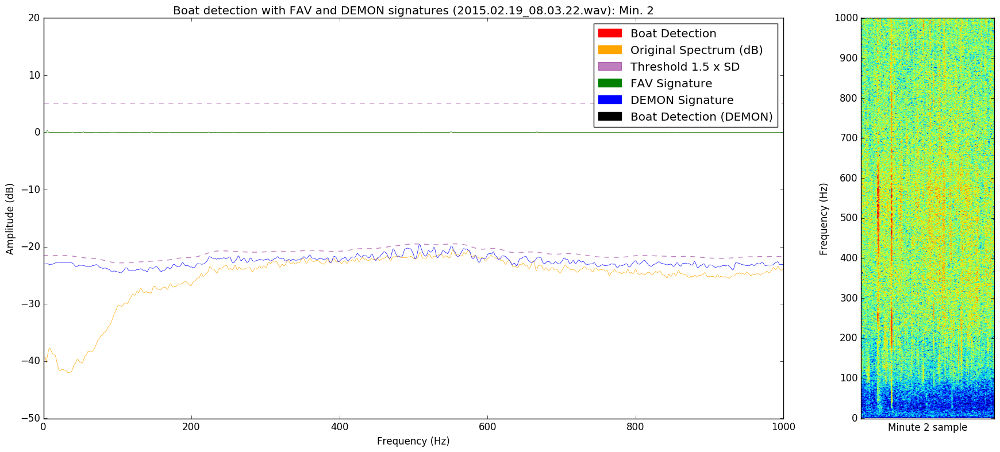 Boat detection with FAV and DEMON signatures (2015.02.19_08.03.22.wav): Min. 2
20
10
0
−10
−20
−30
−40
−50
Amplitude (dB)
Boat Detection
Original Spectrum (dB)
Threshold 1.5 x SD
FAV Signature
DEMON Signature
Boat Detection (DEMON)
0
200
400
600
800
1000
Frequency (Hz)
1000
900
800
700
600
500
400
300
200
100
0
Frequency (Hz)
Minute 2 sample